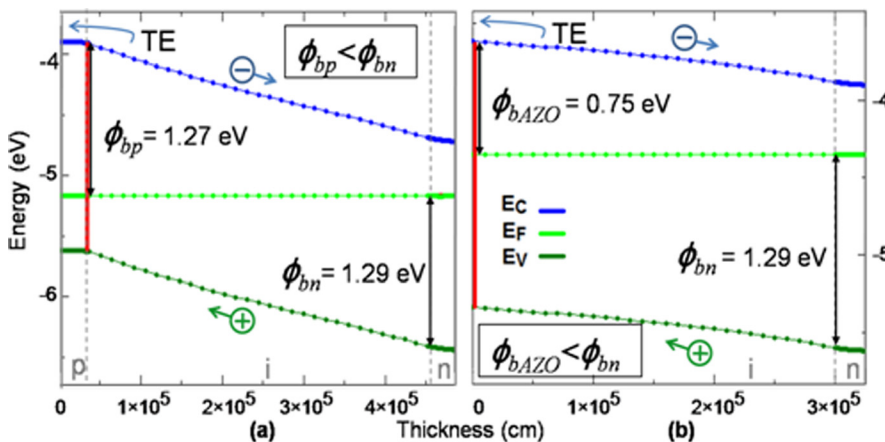 TE
ϕbp<ϕbn
ϕbp = 1.27 eV
ϕbn = 1.29 eV
Energy (eV)
-4
-5
-6
p
i
n
0
1×10⁵
2×10⁵
3×10⁵
4×10⁵
(a)
Thickness (cm)
TE
ϕbAZO = 0.75 eV
EC
EF
EV
ϕbn = 1.29 eV
ϕbAZO<ϕbn
i
n
-4
-5
0
1×10⁵
2×10⁵
3×10⁵
(b)